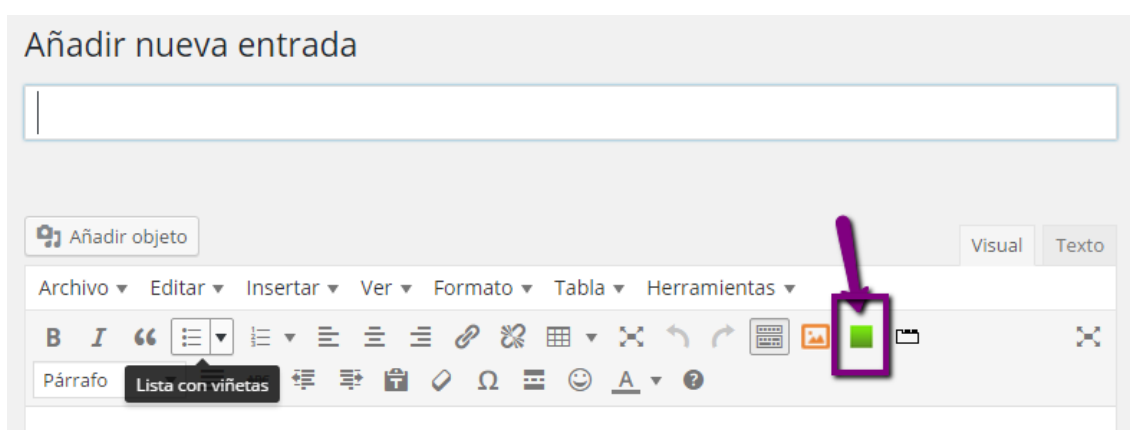 Añadir nueva entrada
Añadir objeto
Visual Texto
Archivo Editar Insertar Ver Formato Tabla Herramientas
B I
Párrafo Lista con viñetas Ω A